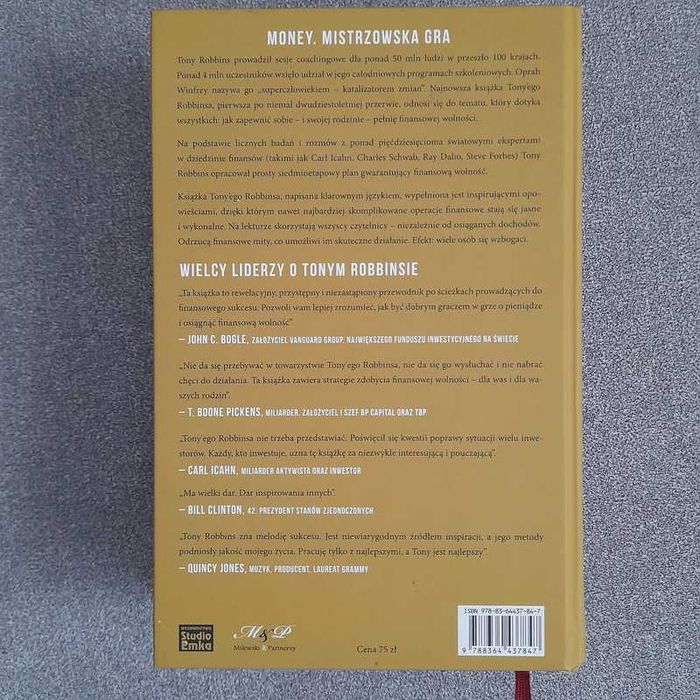 MONEY. MISTRZOWSKA GRA
Tony Robbins prowadził sesje coachingowe dla ponad 50 mln ludzi w przeszło 100 krajach.
Ponad 4 mln uczestników wzięło udział w jego całodniowych programach szkoleniowych. Oprah
Winfrey nazywa go „superczłowiekiem – katalizatorem zmian”. Najnowsza książka Tony'ego
Robbinsa, pierwsza po niemal dwudziestoletniej przerwie, odnosi się do tematu, który dotyka
wszystkich: jak zapewnić sobie – i swojej rodzinie – pełnię finansowej wolności.
Na podstawie licznych badań i rozmów z ponad pięćdziesięcioma światowymi ekspertami
w dziedzinie finansów (takimi jak Carl Icahn, Charles Schwab, Ray Dalio, Steve Forbes) Tony
Robbins opracował prosty siedmioetapowy plan gwarantujący finansową wolność.
Książka Tony'ego Robbinsa, napisana klarownym językiem, wypełniona jest inspirującymi opo-
wieściami, dzięki którym nawet najbardziej skomplikowane operacje finansowe stają się jasne
i wykonalne. Na lekturze skorzystają wszyscy czytelnicy – niezależnie od osiąganych dochodów.
Odrzucą finansowe mity, co umożliwi im skuteczne działanie. Efekt: wiele osób się wzbogaci.
WIELCY LIDERZY O TONYM ROBBINSIE
„Ta książka to rewelacyjny, przystępny i niezastąpiony przewodnik po ścieżkach prowadzących do
finansowego sukcesu. Pozwoli wam lepiej zrozumieć, jak być dobrym graczem w grze o pieniądze
i osiągnąć finansową wolność”.
– JOHN C. BOGLE, ZAŁOŻYCIEL VANGUARD GROUP, NAJWIĘKSZEGO FUNDUSZU INWESTYCYJNEGO NA ŚWIECIE
„Nie da się przebywać w towarzystwie Tony'ego Robbinsa, nie da się go wysłuchać i nie nabrać
chęci do działania. Ta książka zawiera strategie zdobycia finansowej wolności – dla was i dla wa-
szych rodzin”.
– T. BOONE PICKENS, MILIARDER, ZAŁOŻYCIEL I SZEF BP CAPITAL ORAZ TBP
„Tony'ego Robbinsa nie trzeba przedstawiać. Poświęcił się kwestii poprawy sytuacji wielu inwe-
storów. Każdy, kto inwestuje, uzna tę książkę za niezwykle interesującą i pouczającą”.
– CARL ICAHN, MILIARDER AKTYWISTA ORAZ INWESTOR
„Ma wielki dar. Dar inspirowania innych”.
– BILL CLINTON, 42. PREZYDENT STANÓW ZJEDNOCZONYCH
„Tony Robbins zna melodię sukcesu. Jest niewiarygodnym źródłem inspiracji, a jego metody
podniosły jakość mojego życia. Pracuję tylko z najlepszymi, a Tony jest najlepszy”.
– QUINCY JONES, MUZYK, PRODUCENT, LAUREAT GRAMMY
ISBN 978-83-64437-84-7
WYDAWNICTWO
Studio
Emka
M&P
Milewski & Partnerzy
Cena 75 zł
9 788364 437847